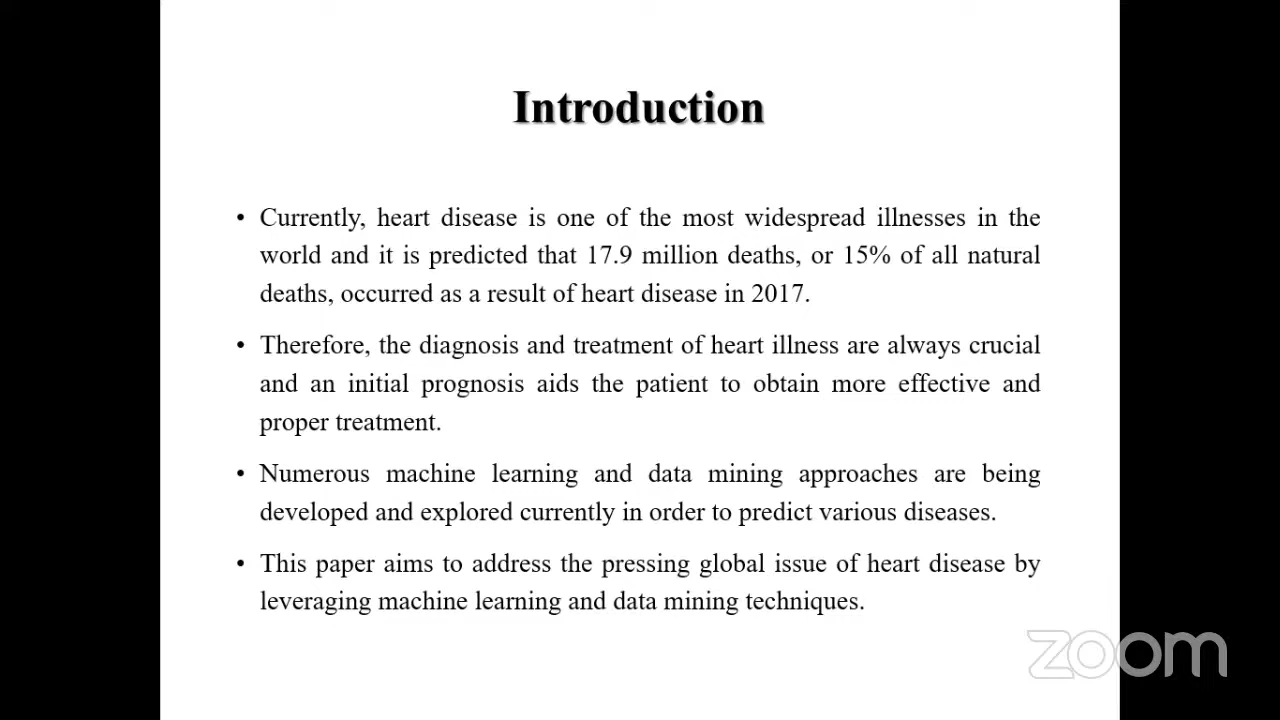 Introduction
• Currently, heart disease is one of the most widespread illnesses in the
world and it is predicted that 17.9 million deaths, or 15% of all natural
deaths, occurred as a result of heart disease in 2017.
• Therefore, the diagnosis and treatment of heart illness are always crucial
and an initial prognosis aids the patient to obtain more effective and
proper treatment.
• Numerous machine learning and data mining approaches are being
developed and explored currently in order to predict various diseases.
• This paper aims to address the pressing global issue of heart disease by
leveraging machine learning and data mining techniques.
zoom